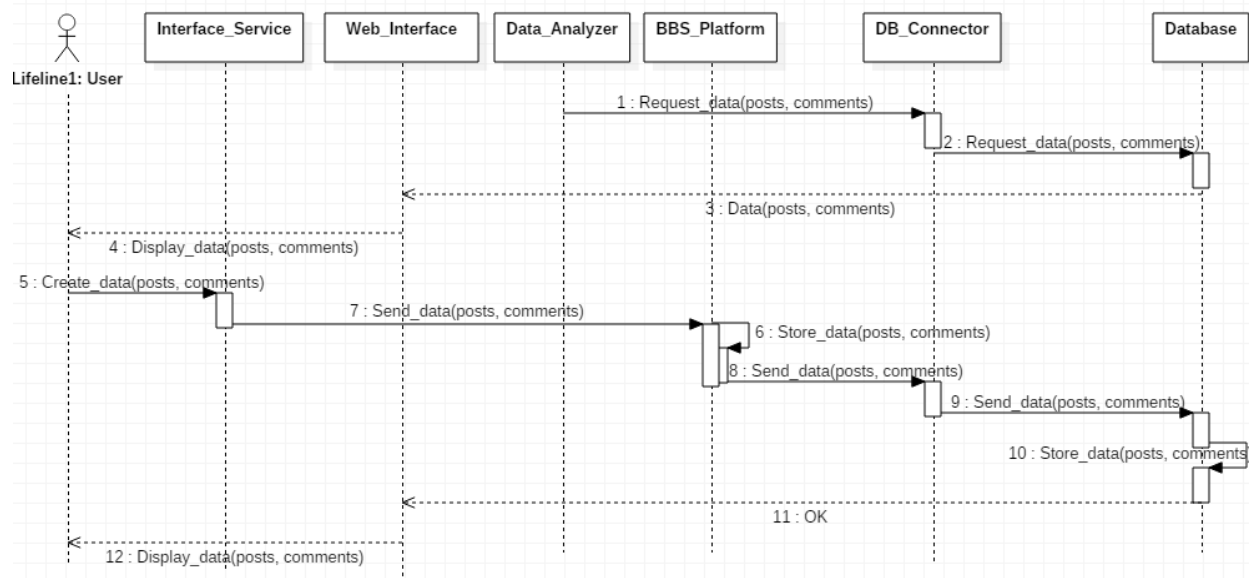 Interface_Service
Web_Interface
Data_Analyzer
BBS_Platform
DB_Connector
Database
Lifeline1: User
1 : Request_data(posts, comments)
2 : Request_data(posts, comments)
3 : Data(posts, comments)
4 : Display_data(posts, comments)
5 : Create_data(posts, comments)
7 : Send_data(posts, comments)
6 : Store_data(posts, comments)
8 : Send_data(posts, comments)
9 : Send_data(posts, comments)
10 : Store_data(posts, comments)
11 : OK
12 : Display_data(posts, comments)